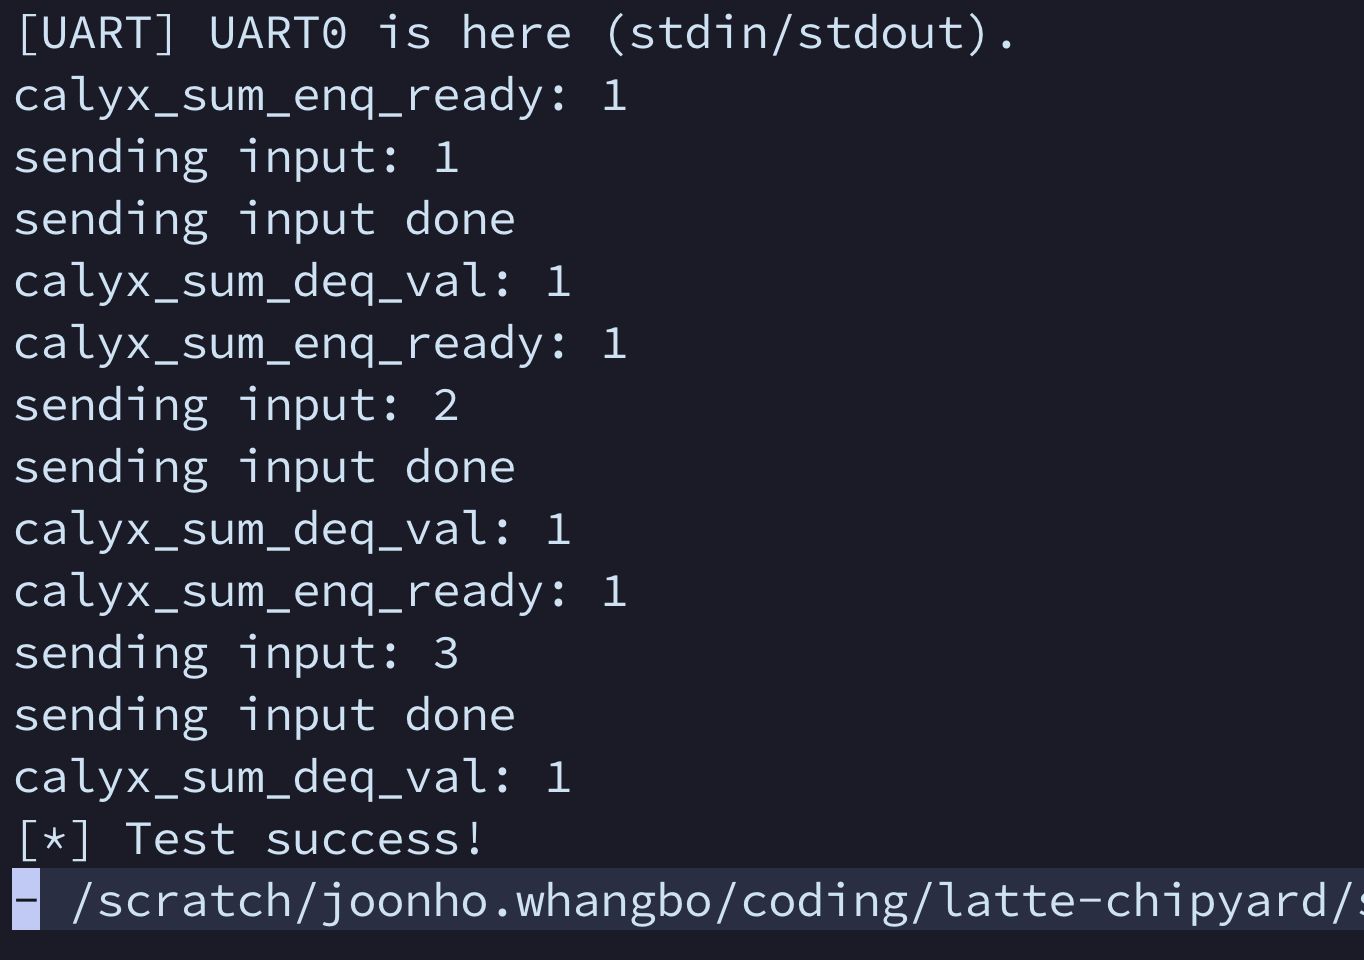 [UART] UART0 is here (stdin/stdout).
calyx_sum_enq_ready: 1
sending input: 1
sending input done
calyx_sum_deq_val: 1
calyx_sum_enq_ready: 1
sending input: 2
sending input done
calyx_sum_deq_val: 1
calyx_sum_enq_ready: 1
sending input: 3
sending input done
calyx_sum_deq_val: 1
[*] Test success!
- /scratch/joonho.whangbo/coding/latte-chipyard/s